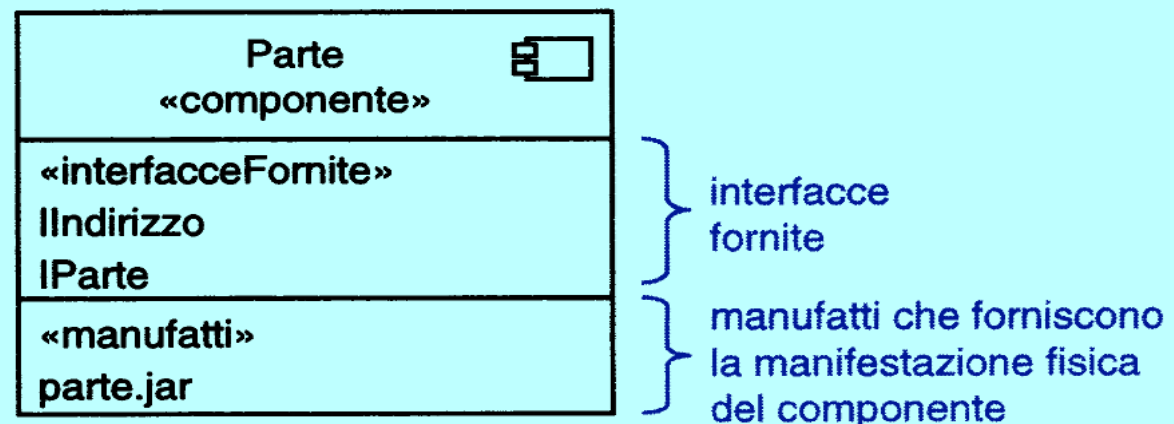 Parte
«componente»
«interfacceFornite»
IIndirizzo
IParte
interfacce
fornite
«manufatti»
parte.jar
manufatti che forniscono
la manifestazione fisica
del componente